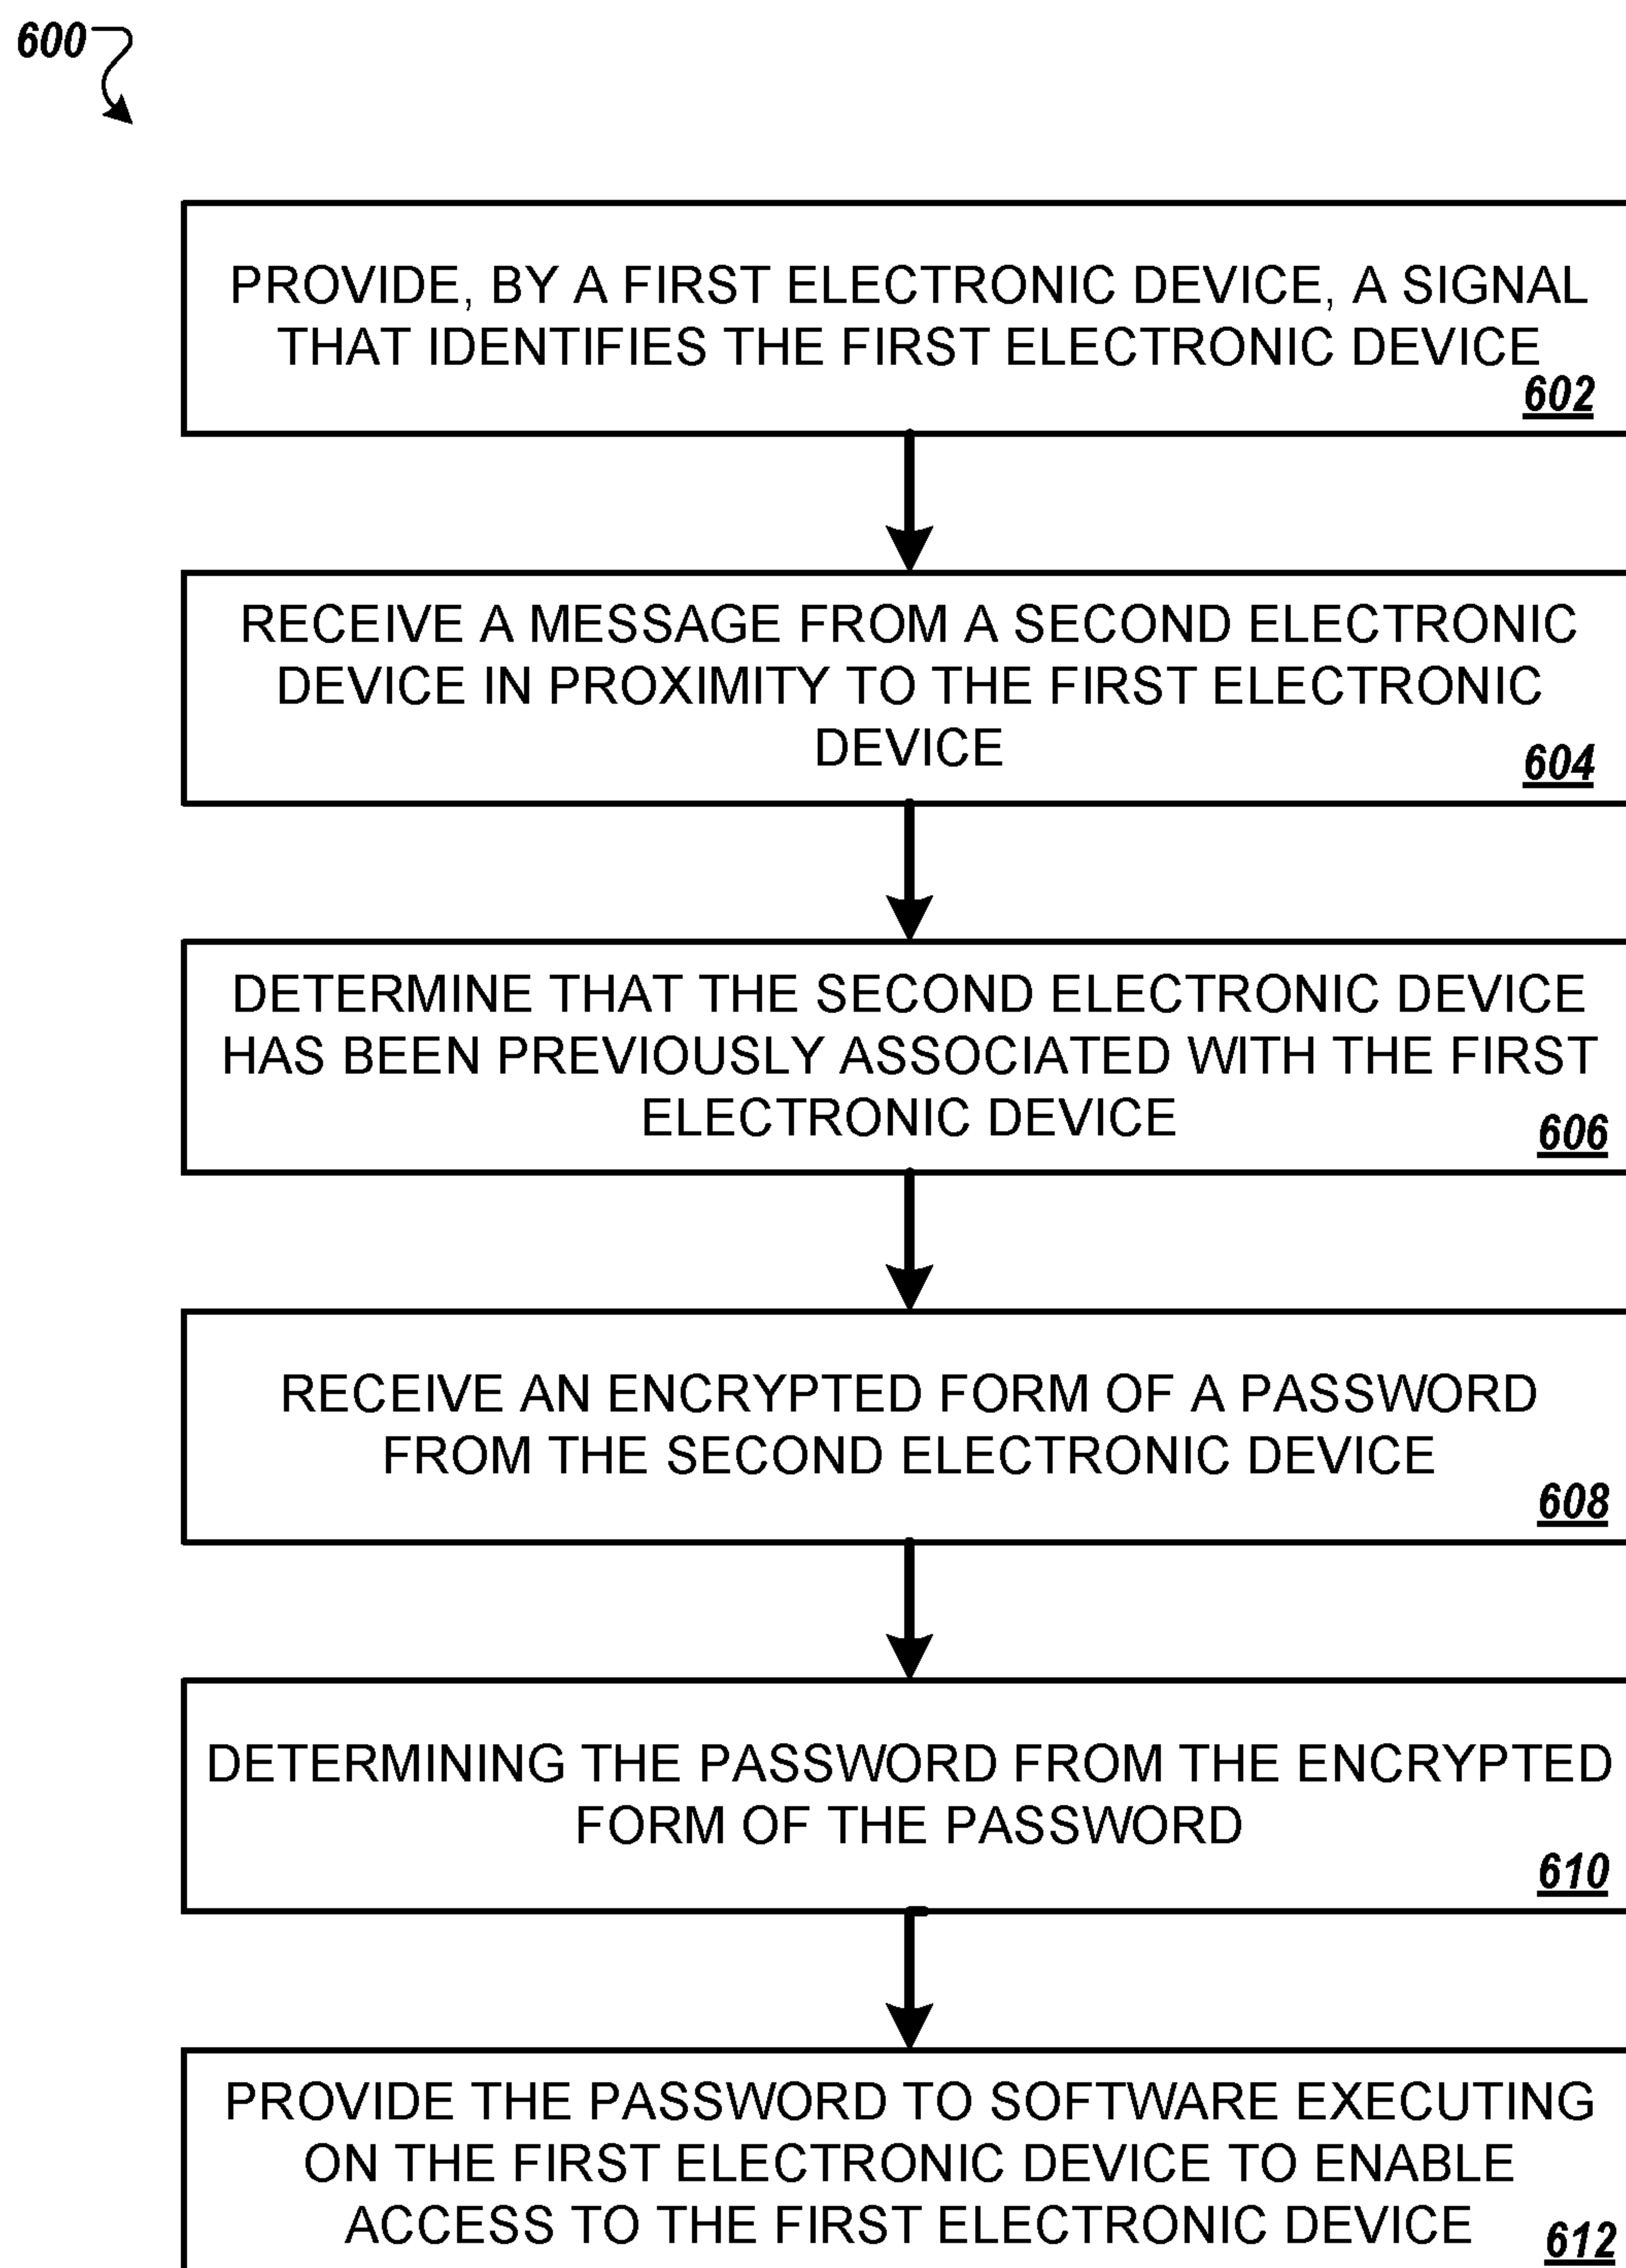 600
PROVIDE, BY A FIRST ELECTRONIC DEVICE, A SIGNAL
THAT IDENTIFIES THE FIRST ELECTRONIC DEVICE
602
RECEIVE A MESSAGE FROM A SECOND ELECTRONIC
DEVICE IN PROXIMITY TO THE FIRST ELECTRONIC
DEVICE
604
DETERMINE THAT THE SECOND ELECTRONIC DEVICE
HAS BEEN PREVIOUSLY ASSOCIATED WITH THE FIRST
ELECTRONIC DEVICE
606
RECEIVE AN ENCRYPTED FORM OF A PASSWORD
FROM THE SECOND ELECTRONIC DEVICE
608
DETERMINING THE PASSWORD FROM THE ENCRYPTED
FORM OF THE PASSWORD
610
PROVIDE THE PASSWORD TO SOFTWARE EXECUTING
ON THE FIRST ELECTRONIC DEVICE TO ENABLE
ACCESS TO THE FIRST ELECTRONIC DEVICE
612